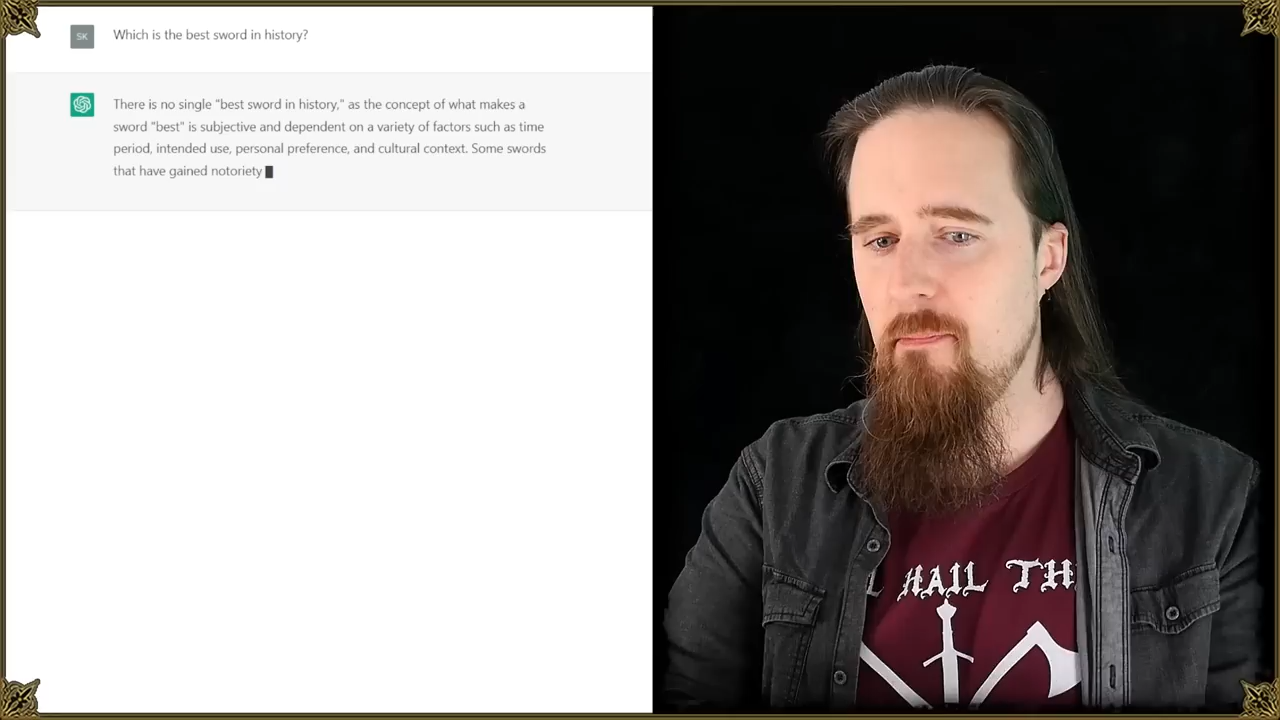 SK
Which is the best sword in history?
There is no single "best sword in history," as the concept of what makes a
sword "best" is subjective and dependent on a variety of factors such as time
period, intended use, personal preference, and cultural context. Some swords
that have gained notoriety
HAIL TH